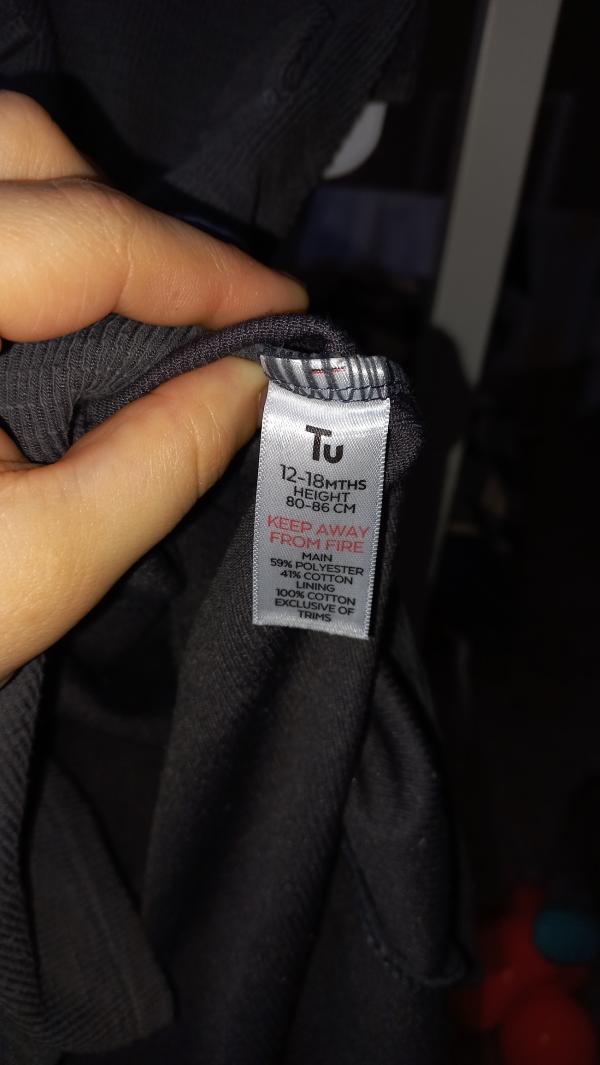 Tu
12-18MTHS
HEIGHT
80-86 CM
KEEP AWAY
FROM FIRE
MAIN
59% POLYESTER
41% COTTON
LINING
100% COTTON
EXCLUSIVE OF
TRIMS